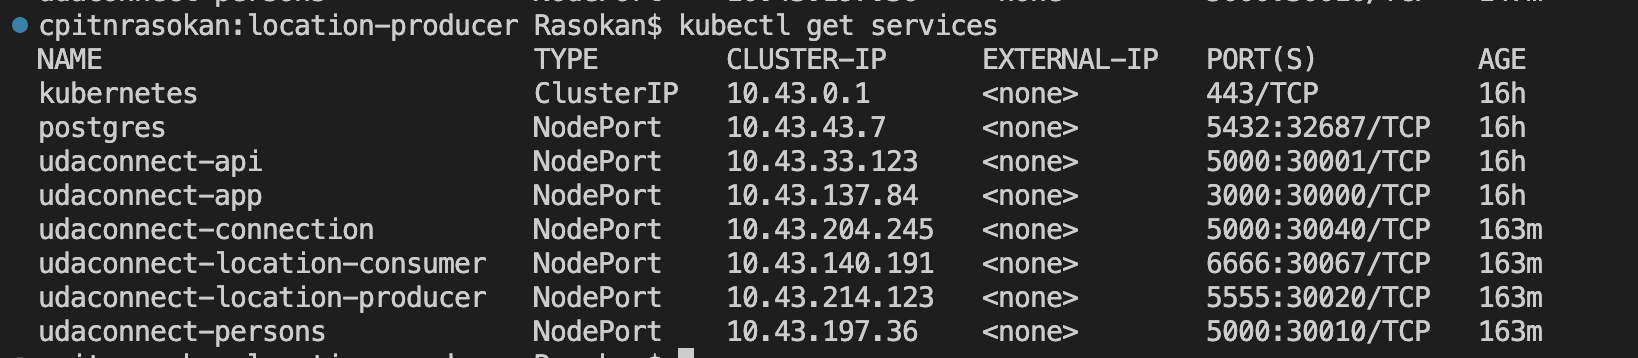 cpitnrasokan:location-producer Rasokan$ kubectl get services
NAME TYPE CLUSTER-IP EXTERNAL-IP PORT(S) AGE
kubernetes ClusterIP 10.43.0.1 <none> 443/TCP 16h
postgres NodePort 10.43.43.7 <none> 5432:32687/TCP 16h
udaconnect-api NodePort 10.43.33.123 <none> 5000:30001/TCP 16h
udaconnect-app NodePort 10.43.137.84 <none> 3000:30000/TCP 16h
udaconnect-connection NodePort 10.43.204.245 <none> 5000:30040/TCP 163m
udaconnect-location-consumer NodePort 10.43.140.191 <none> 6666:30067/TCP 163m
udaconnect-location-producer NodePort 10.43.214.123 <none> 5555:30020/TCP 163m
udaconnect-persons NodePort 10.43.197.36 <none> 5000:30010/TCP 163m